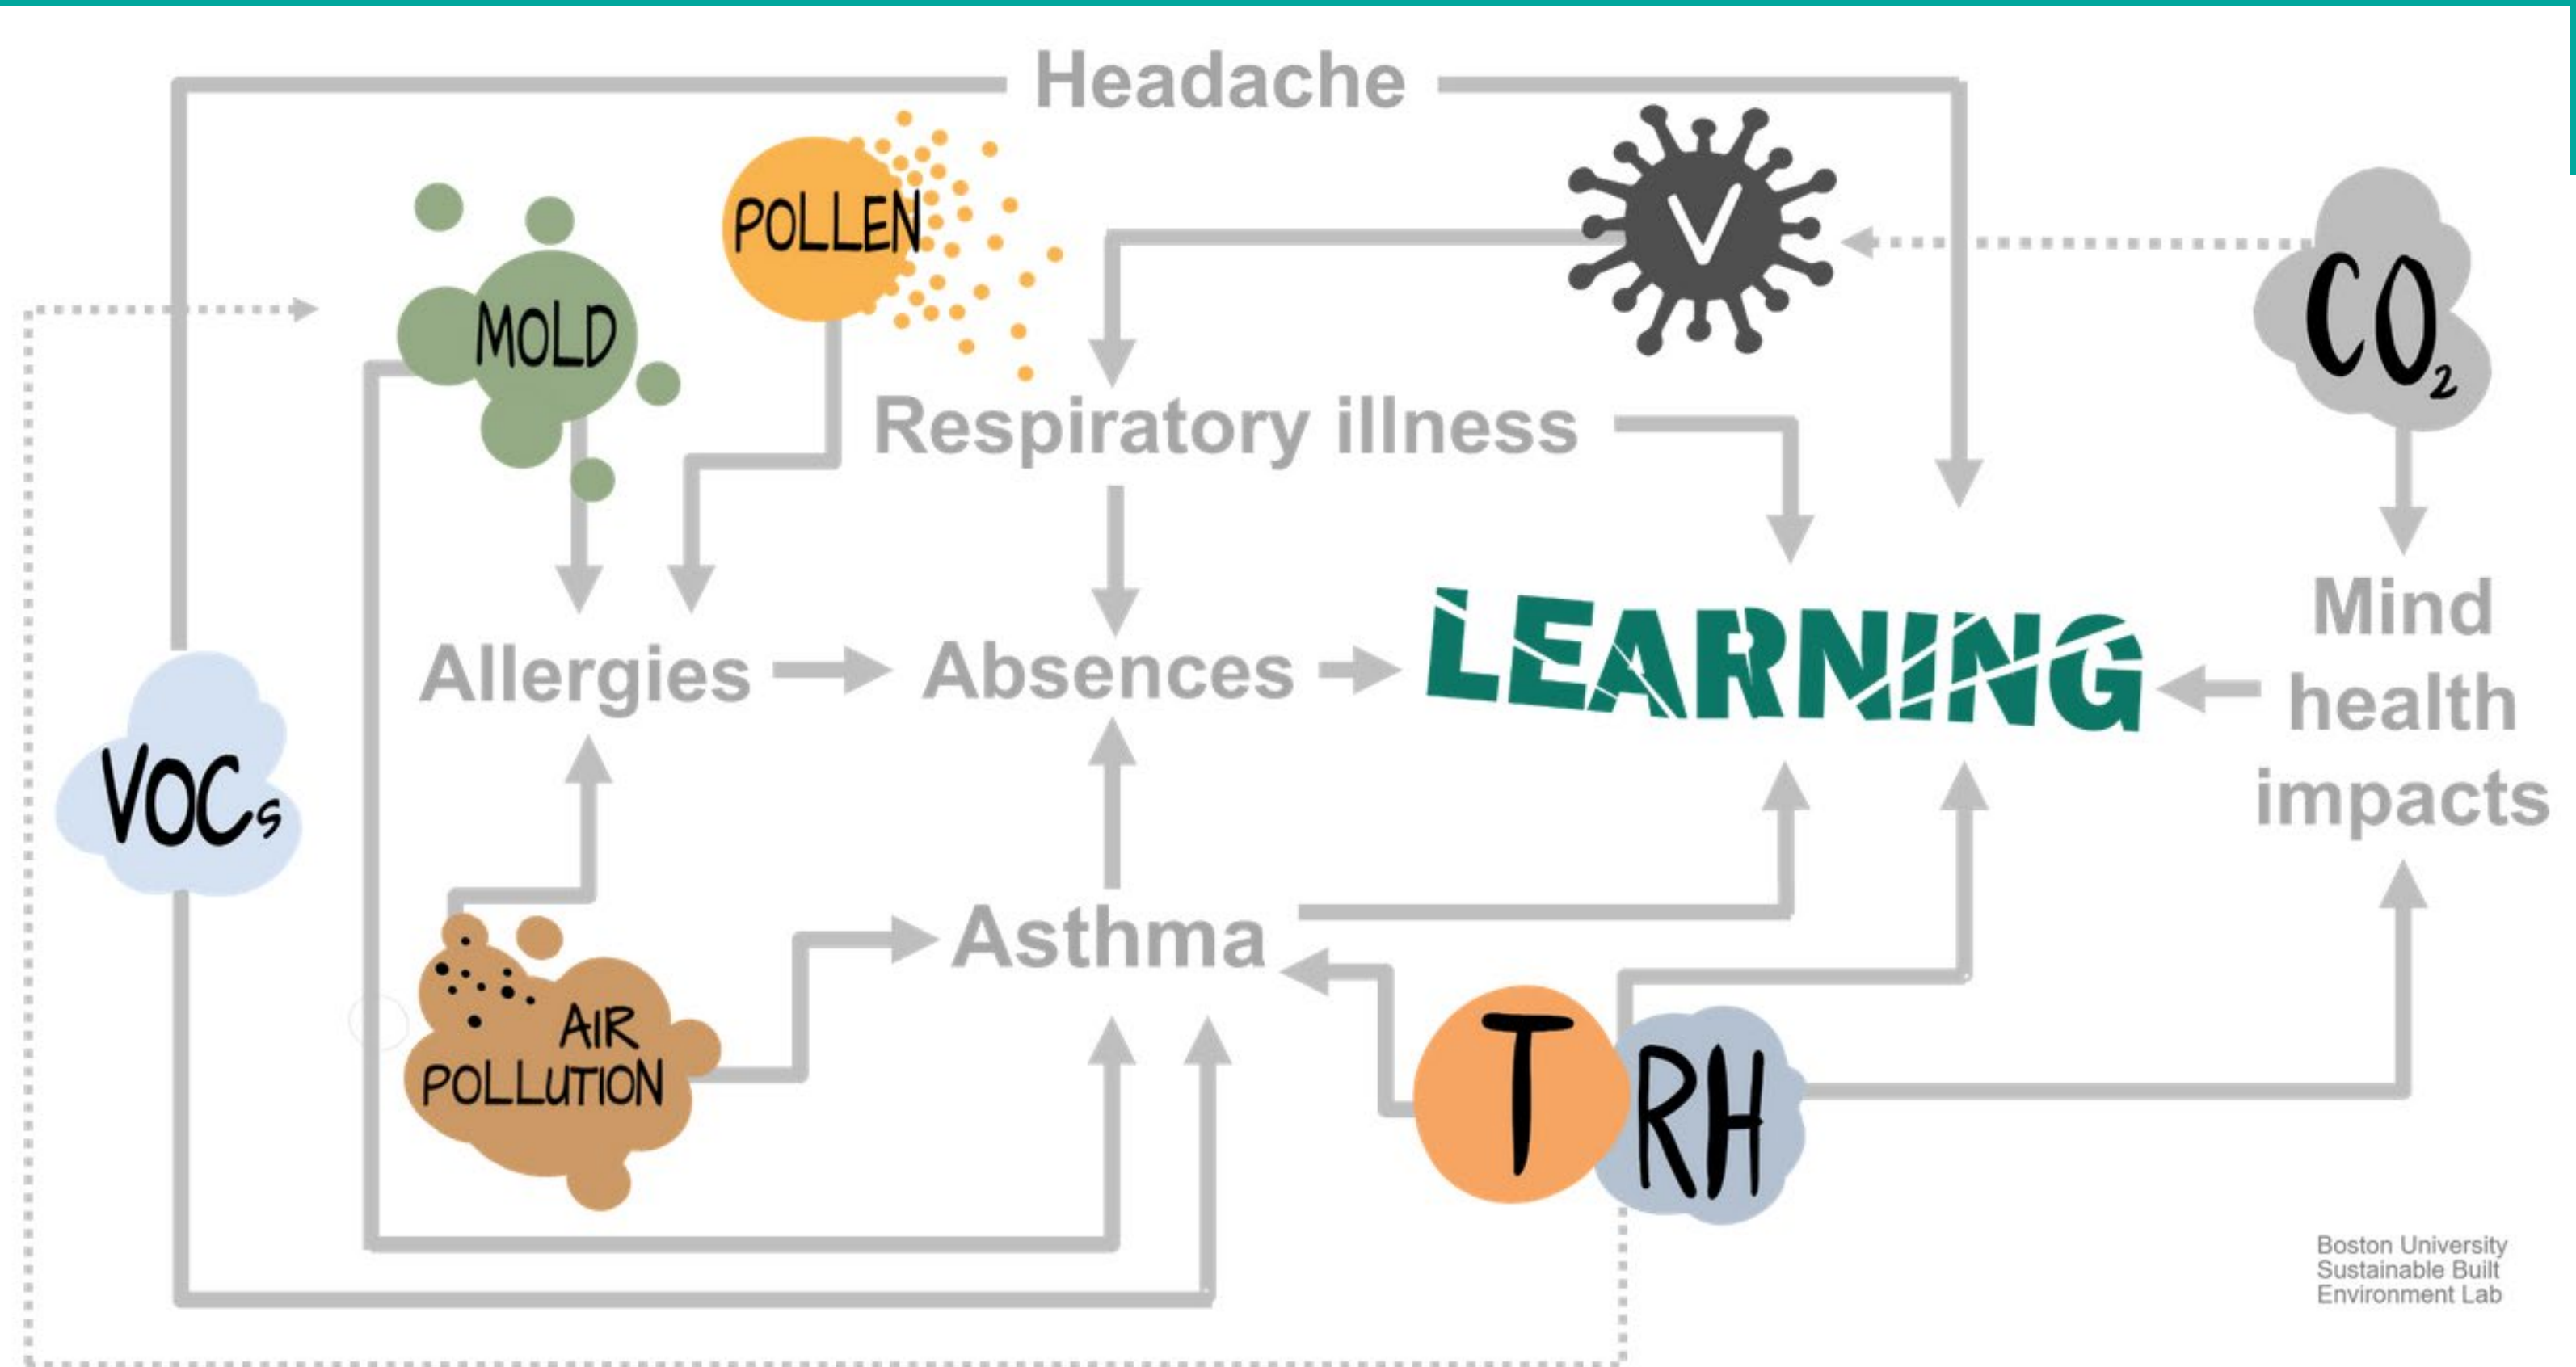 Headache
POLLEN
V
MOLD
CO₂
Respiratory illness
Allergies
Absences
LEARNING
Mind
health
impacts
VOCs
Asthma
AIR
POLLUTION
T
RH
Boston University
Sustainable Built
Environment Lab